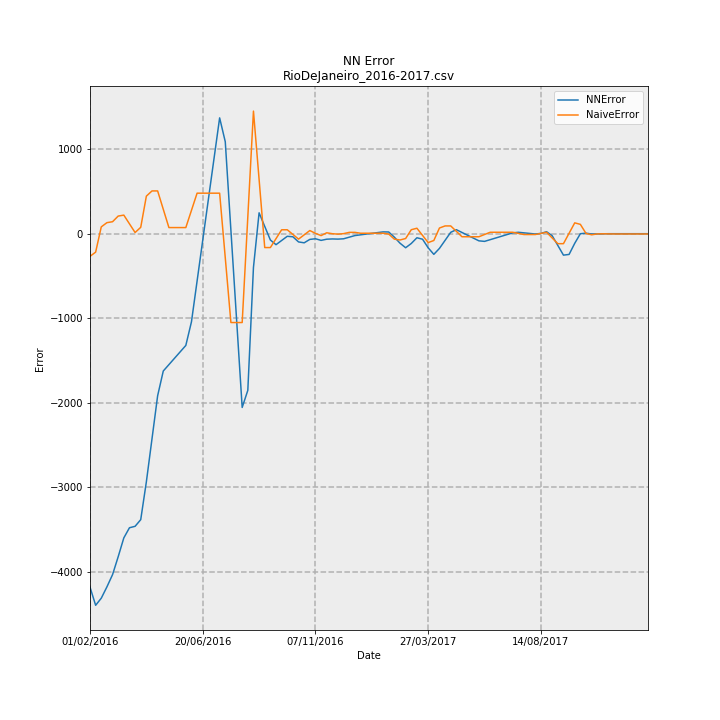 NN Error
RioDeJaneiro_2016-2017.csv
NNError
NaiveError
1000
0
−1000
−2000
−3000
−4000
Error
01/02/2016
20/06/2016
07/11/2016
27/03/2017
14/08/2017
Date